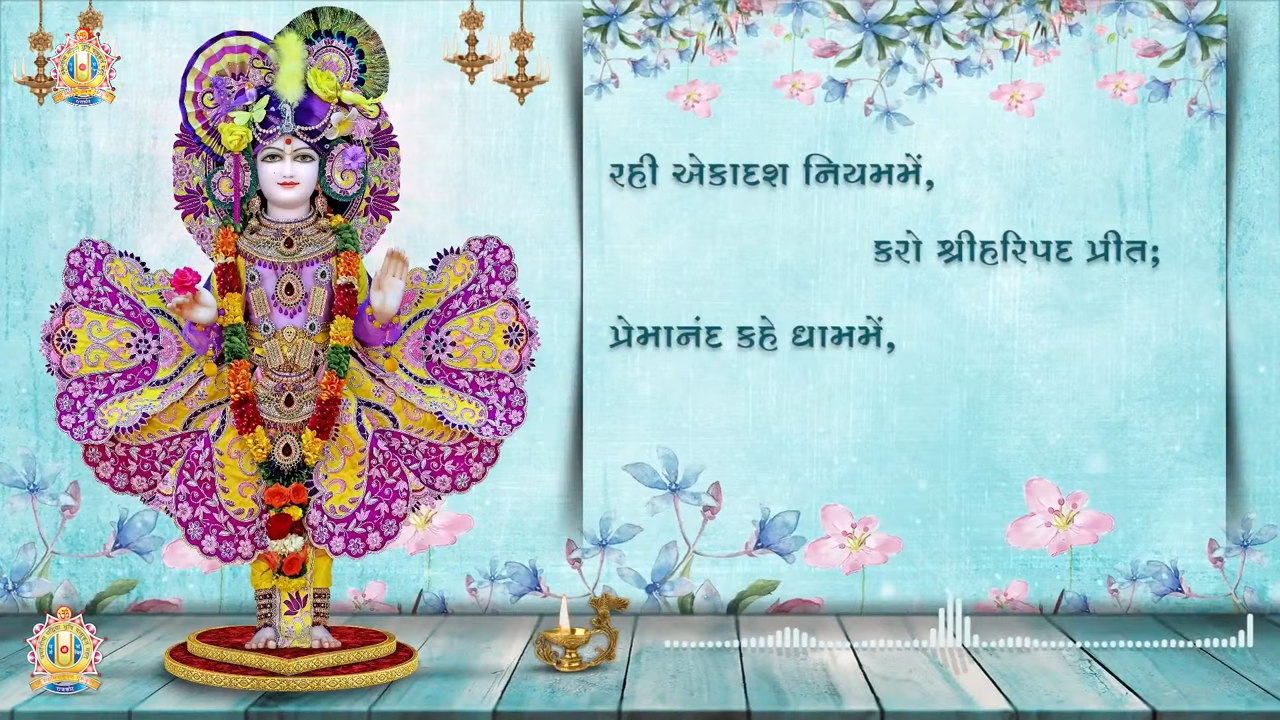 રહી એકાદશ નિયમમેં,
કરો શ્રીહરિપદ પ્રીત;
પ્રેમાનંદ કહે ધામમેં,